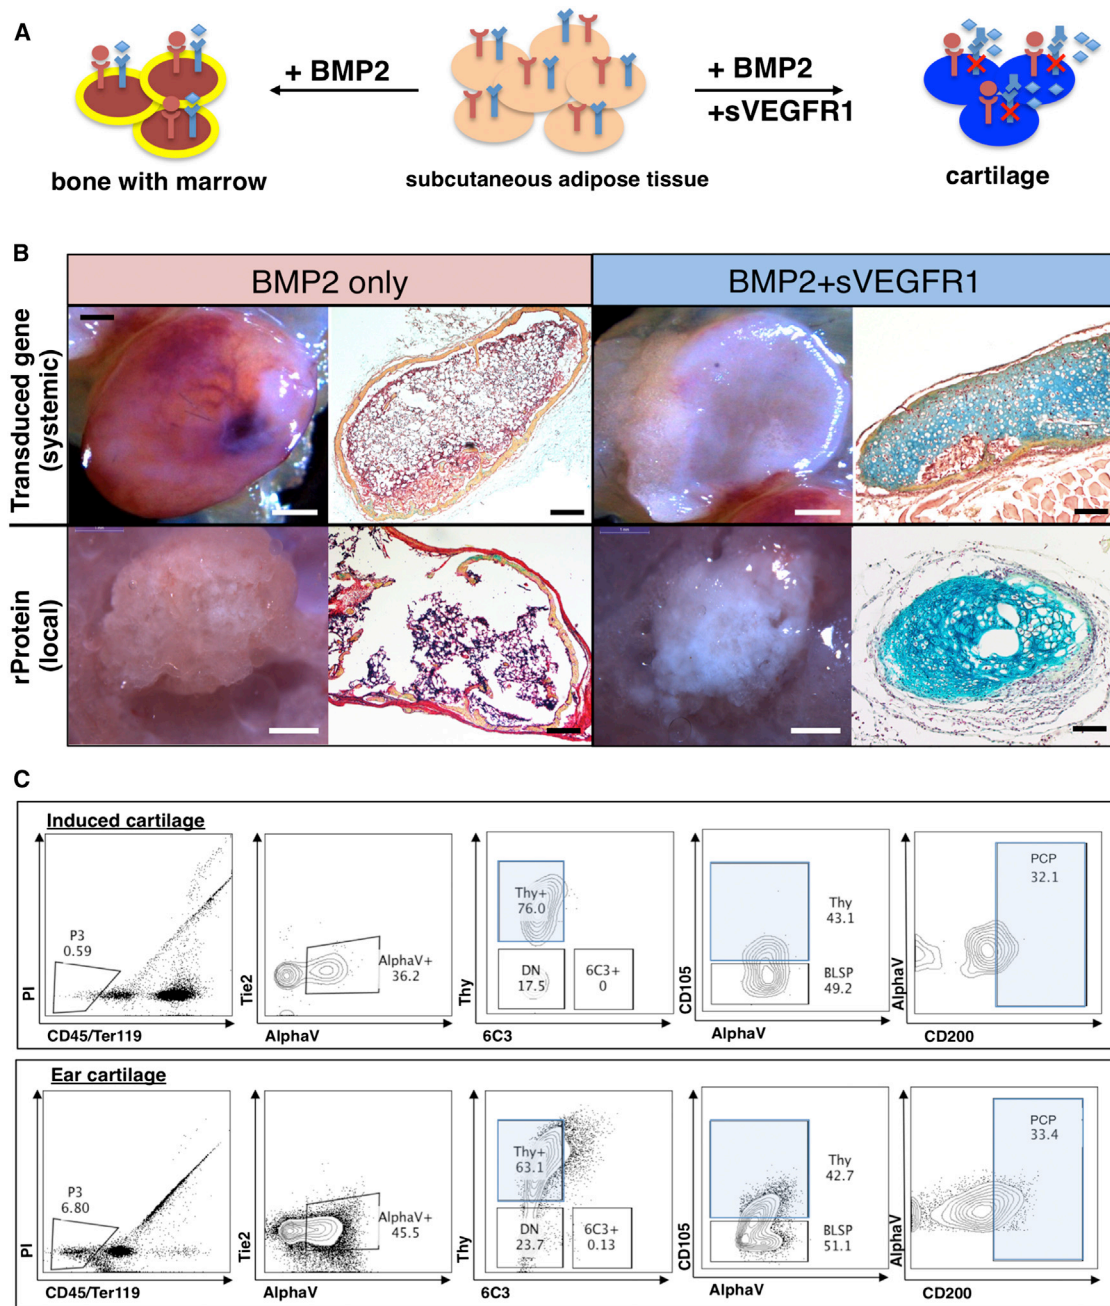 A
+ BMP2
+ BMP2
+sVEGFR1
bone with marrow
subcutaneous adipose tissue
cartilage
B
BMP2 only
BMP2+sVEGFR1
Transduced gene
(systemic)
rProtein
(local)
C
Induced cartilage
P3
0.59
PI
CD45/Ter119
AlphaV+
36.2
Tie2
AlphaV
Thy+
76.0
DN
17.5
6C3+
0
Thy
6C3
Thy
43.1
BLSP
49.2
CD105
AlphaV
PCP
32.1
AlphaV
CD200
Ear cartilage
P3
6.80
PI
CD45/Ter119
AlphaV+
45.5
Tie2
AlphaV
Thy+
63.1
DN
23.7
6C3+
0.13
Thy
6C3
Thy
42.7
BLSP
51.1
CD105
AlphaV
PCP
33.4
AlphaV
CD200